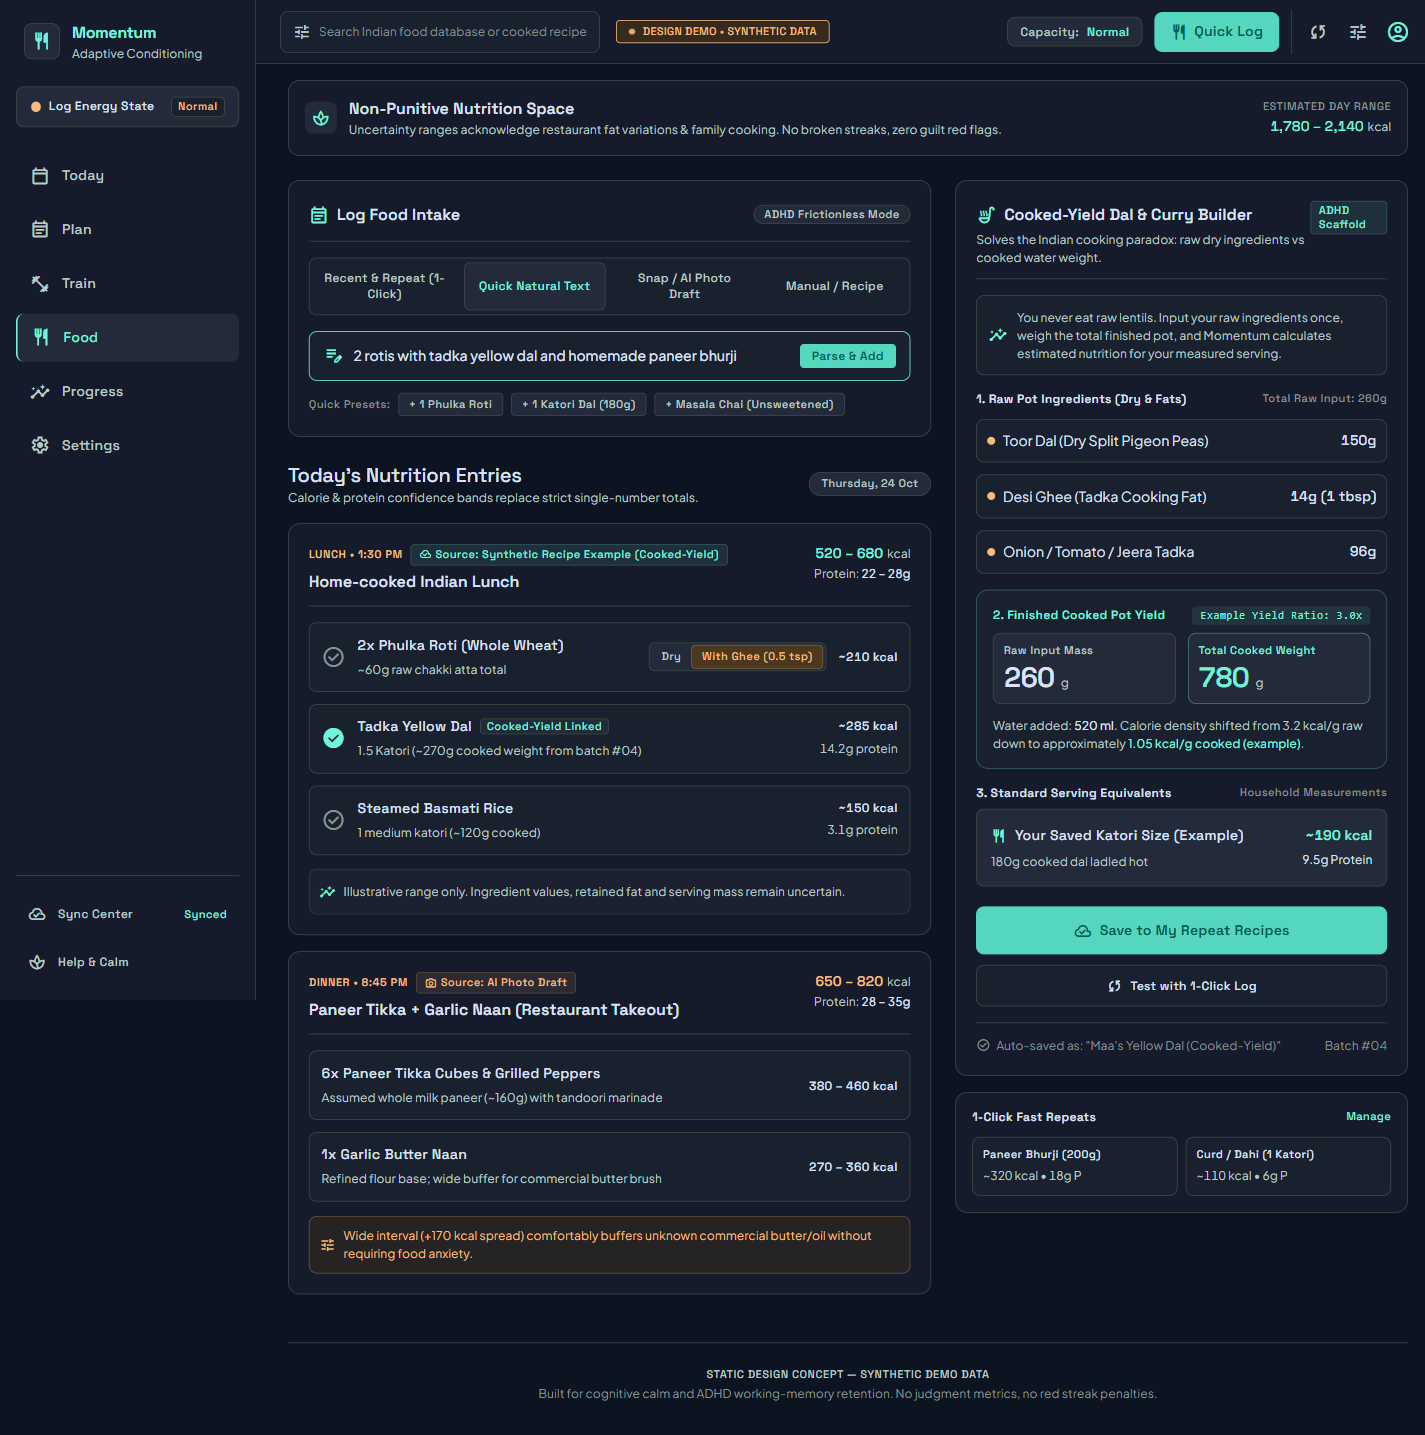 Momentum
Adaptive Conditioning
Log Energy State
Normal
Today
Plan
Train
Food
Progress
Settings
Sync Center
Synced
Help & Calm
Search Indian food database or cooked recipe
DESIGN DEMO • SYNTHETIC DATA
Capacity: Normal
Quick Log
Non-Punitive Nutrition Space
Uncertainty ranges acknowledge restaurant fat variations & family cooking. No broken streaks, zero guilt red flags.
ESTIMATED DAY RANGE
1,780 – 2,140 kcal
Log Food Intake
ADHD Frictionless Mode
Recent & Repeat (1-
Click)
Quick Natural Text
Snap / AI Photo
Draft
Manual / Recipe
2 rotis with tadka yellow dal and homemade paneer bhurji
Parse & Add
Quick Presets:
+ 1 Phulka Roti
+ 1 Katori Dal (180g)
+ Masala Chai (Unsweetened)
Today's Nutrition Entries
Calorie & protein confidence bands replace strict single-number totals.
Thursday, 24 Oct
LUNCH • 1:30 PM
Source: Synthetic Recipe Example (Cooked-Yield)
520 – 680 kcal
Home-cooked Indian Lunch
Protein: 22 – 28g
2x Phulka Roti (Whole Wheat)
~60g raw chakki atta total
Dry
With Ghee (0.5 tsp)
~210 kcal
Tadka Yellow Dal
Cooked-Yield Linked
1.5 Katori (~270g cooked weight from batch #04)
~285 kcal
14.2g protein
Steamed Basmati Rice
1 medium katori (~120g cooked)
~150 kcal
3.1g protein
Illustrative range only. Ingredient values, retained fat and serving mass remain uncertain.
DINNER • 8:45 PM
Source: AI Photo Draft
650 – 820 kcal
Paneer Tikka + Garlic Naan (Restaurant Takeout)
Protein: 28 – 35g
6x Paneer Tikka Cubes & Grilled Peppers
Assumed whole milk paneer (~160g) with tandoori marinade
380 – 460 kcal
1x Garlic Butter Naan
Refined flour base; wide buffer for commercial butter brush
270 – 360 kcal
Wide interval (+170 kcal spread) comfortably buffers unknown commercial butter/oil without
requiring food anxiety.
Cooked-Yield Dal & Curry Builder
ADHD
Scaffold
Solves the Indian cooking paradox: raw dry ingredients vs
cooked water weight.
You never eat raw lentils. Input your raw ingredients once,
weigh the total finished pot, and Momentum calculates
estimated nutrition for your measured serving.
1. Raw Pot Ingredients (Dry & Fats)
Total Raw Input: 260g
Toor Dal (Dry Split Pigeon Peas)
150g
Desi Ghee (Tadka Cooking Fat)
14g (1 tbsp)
Onion / Tomato / Jeera Tadka
96g
2. Finished Cooked Pot Yield
Example Yield Ratio: 3.0x
Raw Input Mass
260 g
Total Cooked Weight
780 g
Water added: 520 ml. Calorie density shifted from 3.2 kcal/g raw
down to approximately 1.05 kcal/g cooked (example).
3. Standard Serving Equivalents
Household Measurements
Your Saved Katori Size (Example)
~190 kcal
180g cooked dal ladled hot
9.5g Protein
Save to My Repeat Recipes
Test with 1-Click Log
Auto-saved as: "Maa's Yellow Dal (Cooked-Yield)"
Batch #04
1-Click Fast Repeats
Manage
Paneer Bhurji (200g)
~320 kcal • 18g P
Curd / Dahi (1 Katori)
~110 kcal • 6g P
STATIC DESIGN CONCEPT — SYNTHETIC DEMO DATA
Built for cognitive calm and ADHD working-memory retention. No judgment metrics, no red streak penalties.